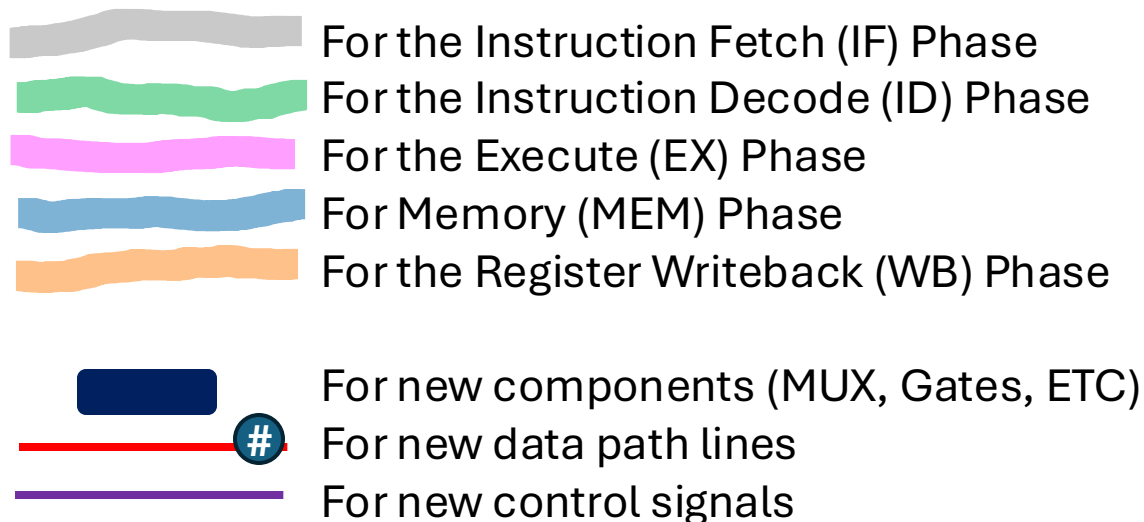 For the Instruction Fetch (IF) Phase
For the Instruction Decode (ID) Phase
For the Execute (EX) Phase
For Memory (MEM) Phase
For the Register Writeback (WB) Phase
For new components (MUX, Gates, ETC)
# For new data path lines
For new control signals